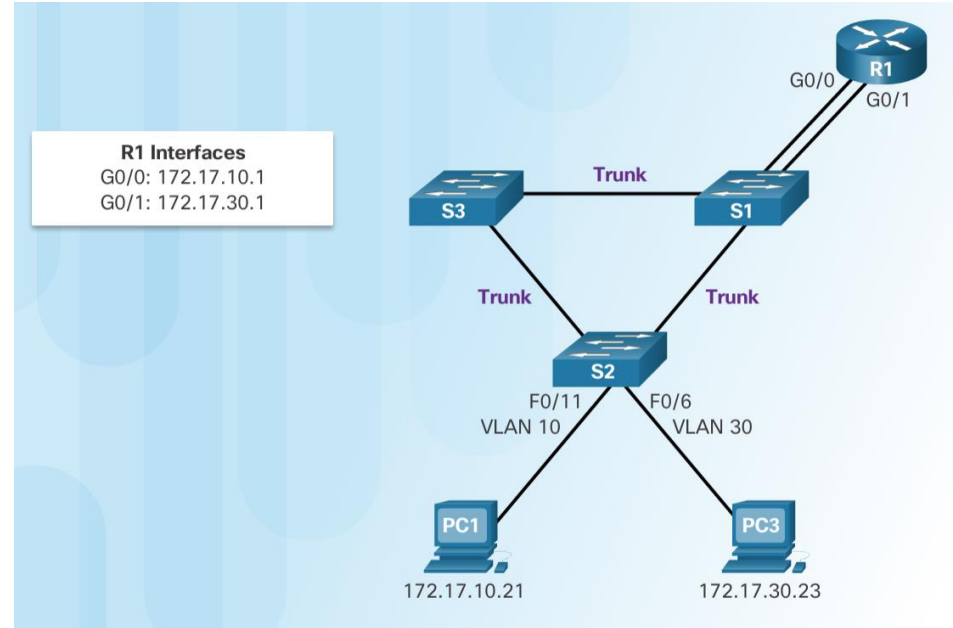 R1
G0/0
G0/1
R1 Interfaces
G0/0: 172.17.10.1
G0/1: 172.17.30.1
Trunk
S3
S1
Trunk
Trunk
S2
F0/11
F0/6
VLAN 10
VLAN 30
PC1
PC3
172.17.10.21
172.17.30.23